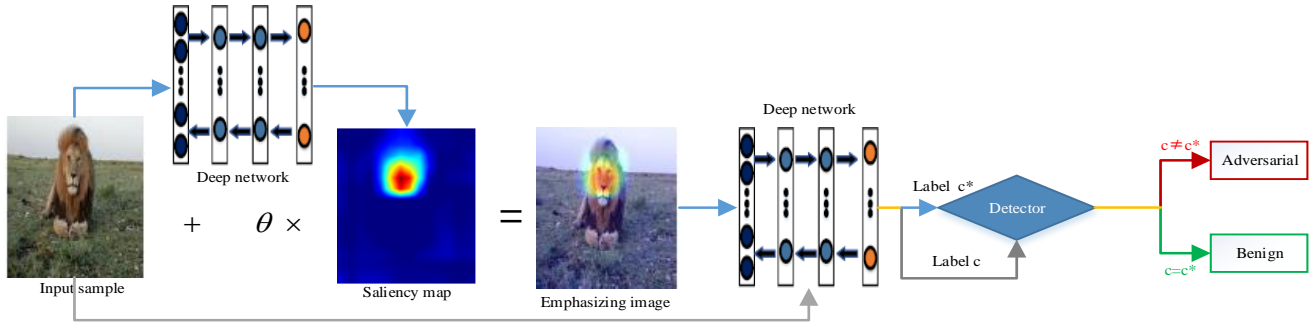 Deep network
Input sample
+ θ ×
Saliency map
=
Emphasizing image
Deep network
Label c*
Label c
Detector
c≠c*
Adversarial
c=c*
Benign